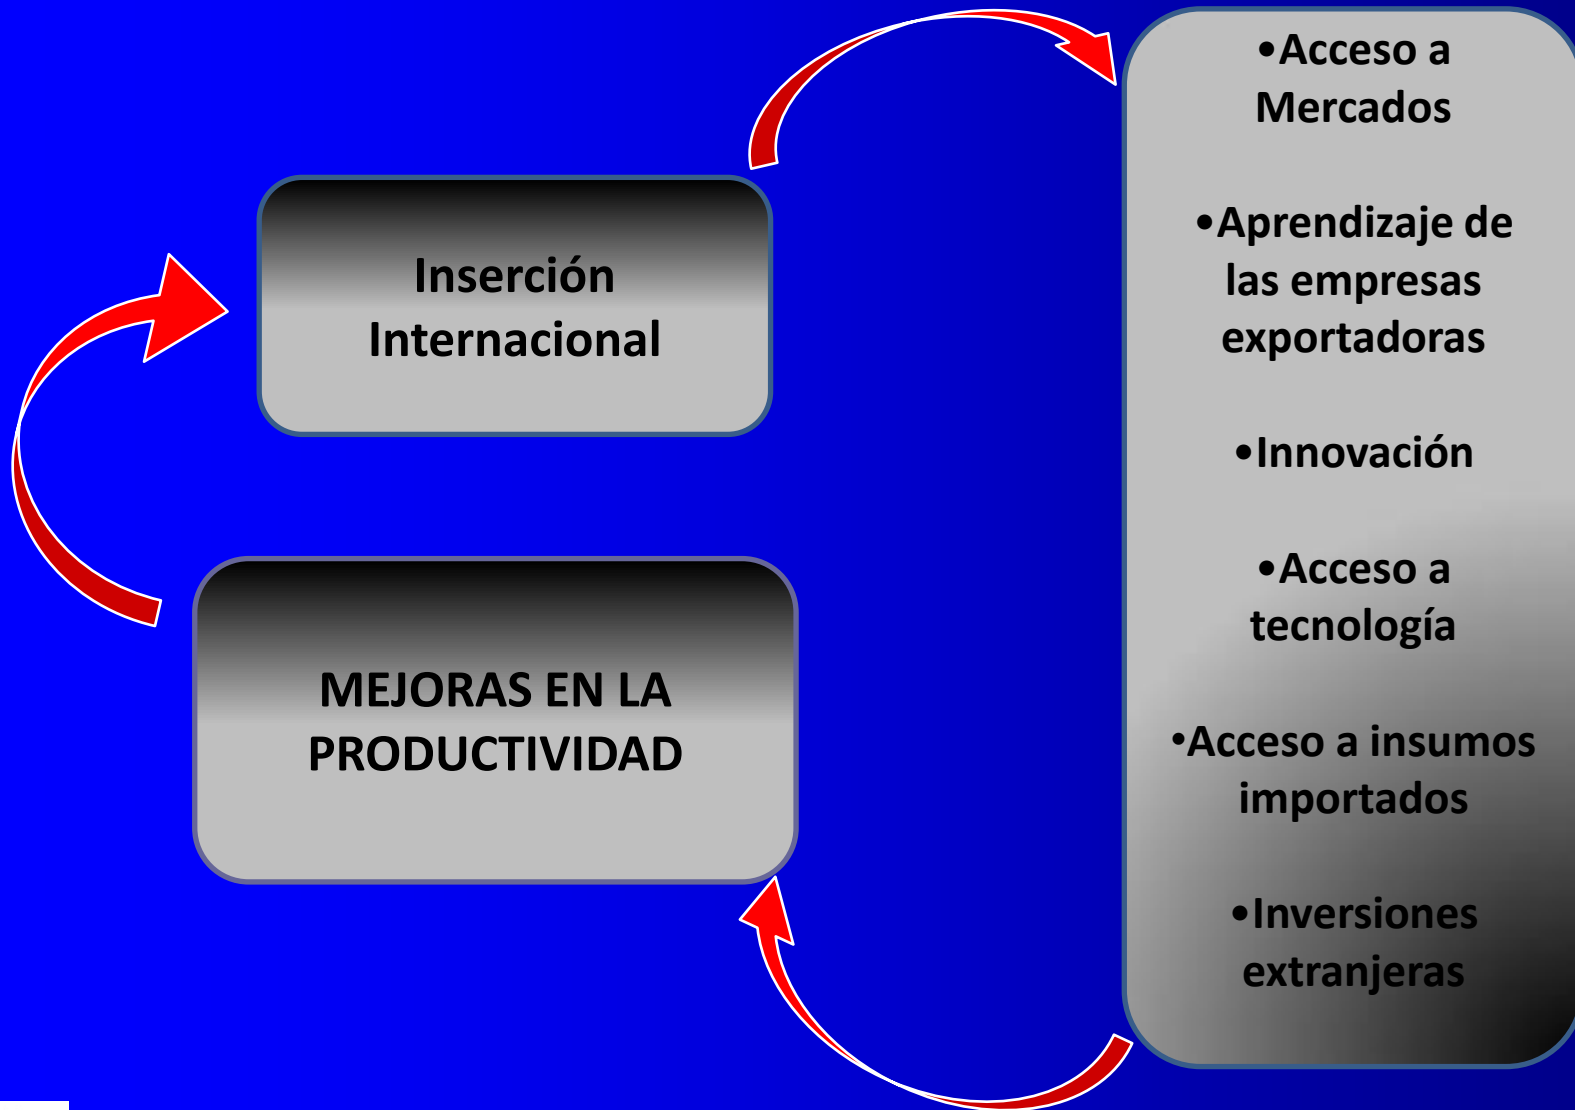 Inserción
Internacional
MEJORAS EN LA
PRODUCTIVIDAD
•Acceso a
Mercados
•Aprendizaje de
las empresas
exportadoras
•Innovación
•Acceso a
tecnología
•Acceso a insumos
importados
•Inversiones
extranjeras